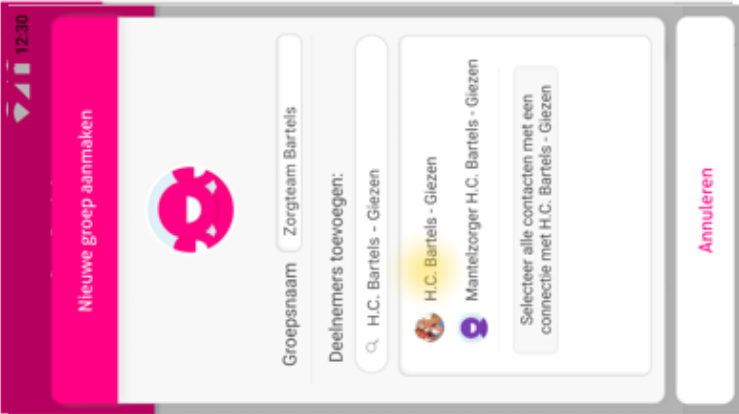 12:30
Nieuwe groep aanmaken
Groepsnaam Zorgteam Bartels
Deelnemers toevoegen:
H.C. Bartels - Giezen
H.C. Bartels - Giezen
Mantelzorger H.C. Bartels - Giezen
Selecteer alle contacten met een
connectie met H.C. Bartels - Giezen
Annuleren